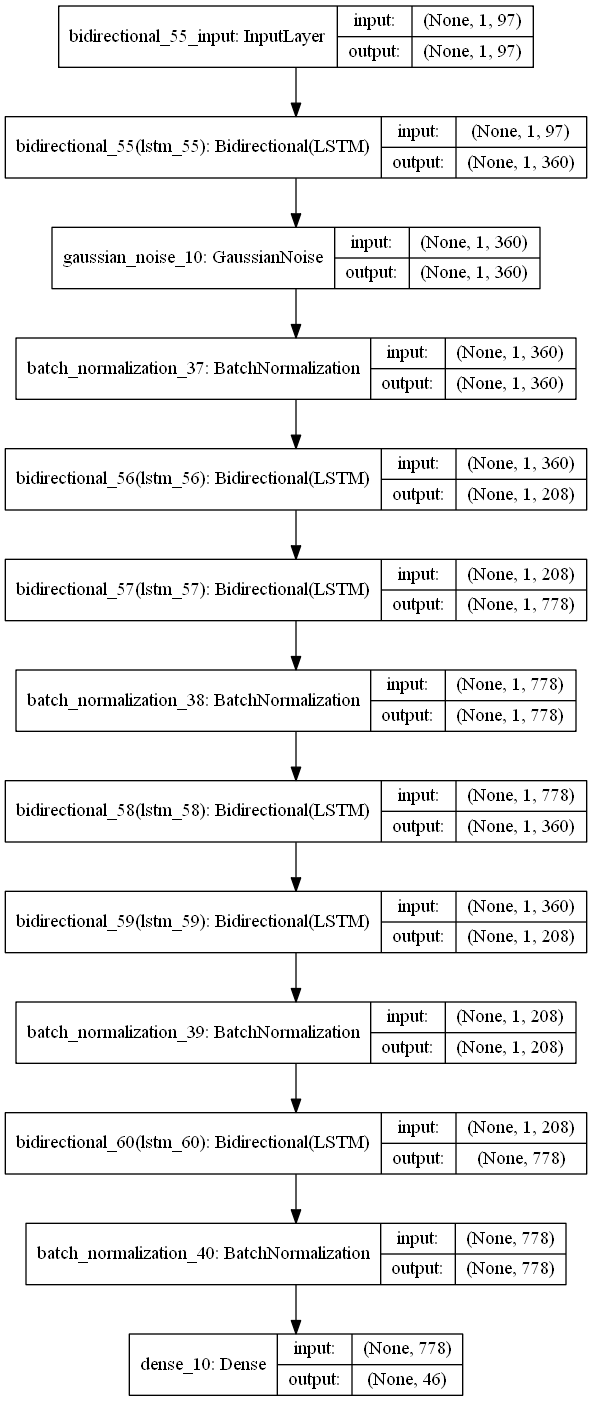 bidirectional_55_input: InputLayer
input:
(None, 1, 97)
output:
(None, 1, 97)
bidirectional_55(lstm_55): Bidirectional(LSTM)
input:
(None, 1, 97)
output:
(None, 1, 360)
gaussian_noise_10: GaussianNoise
input:
(None, 1, 360)
output:
(None, 1, 360)
batch_normalization_37: BatchNormalization
input:
(None, 1, 360)
output:
(None, 1, 360)
bidirectional_56(lstm_56): Bidirectional(LSTM)
input:
(None, 1, 360)
output:
(None, 1, 208)
bidirectional_57(lstm_57): Bidirectional(LSTM)
input:
(None, 1, 208)
output:
(None, 1, 778)
batch_normalization_38: BatchNormalization
input:
(None, 1, 778)
output:
(None, 1, 778)
bidirectional_58(lstm_58): Bidirectional(LSTM)
input:
(None, 1, 778)
output:
(None, 1, 360)
bidirectional_59(lstm_59): Bidirectional(LSTM)
input:
(None, 1, 360)
output:
(None, 1, 208)
batch_normalization_39: BatchNormalization
input:
(None, 1, 208)
output:
(None, 1, 208)
bidirectional_60(lstm_60): Bidirectional(LSTM)
input:
(None, 1, 208)
output:
(None, 778)
batch_normalization_40: BatchNormalization
input:
(None, 778)
output:
(None, 778)
dense_10: Dense
input:
(None, 778)
output:
(None, 46)